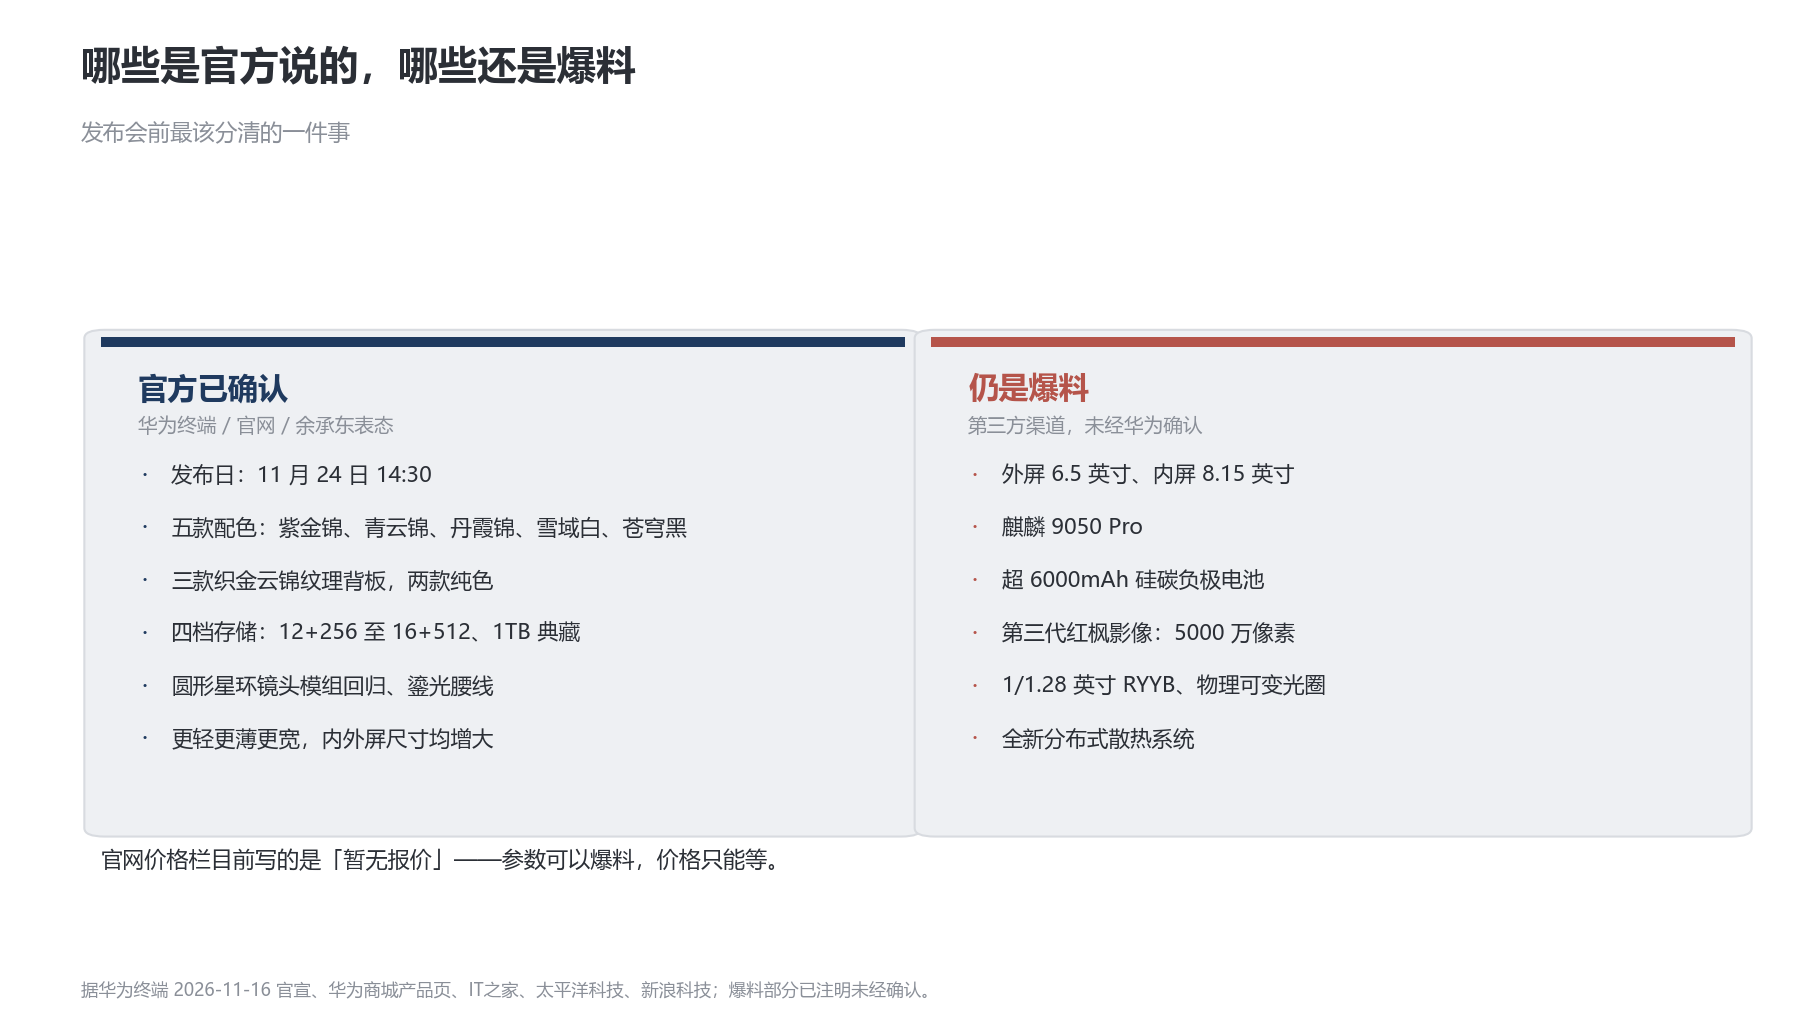 哪些是官方说的，哪些还是爆料
发布会前最该分清的一件事
官方已确认
华为终端 / 官网 / 余承东表态
· 发布日：11 月 24 日 14:30
· 五款配色：紫金锦、青云锦、丹霞锦、雪域白、苍穹黑
· 三款织金云锦纹理背板，两款纯色
· 四档存储：12+256 至 16+512、1TB 典藏
· 圆形星环镜头模组回归、鎏光腰线
· 更轻更薄更宽，内外屏尺寸均增大
仍是爆料
第三方渠道，未经华为确认
· 外屏 6.5 英寸、内屏 8.15 英寸
· 麒麟 9050 Pro
· 超 6000mAh 硅碳负极电池
· 第三代红枫影像：5000 万像素
· 1/1.28 英寸 RYYB、物理可变光圈
· 全新分布式散热系统
官网价格栏目前写的是「暂无报价」——参数可以爆料，价格只能等。
据华为终端 2026-11-16 官宣、华为商城产品页、IT之家、太平洋科技、新浪科技；爆料部分已注明未经确认。